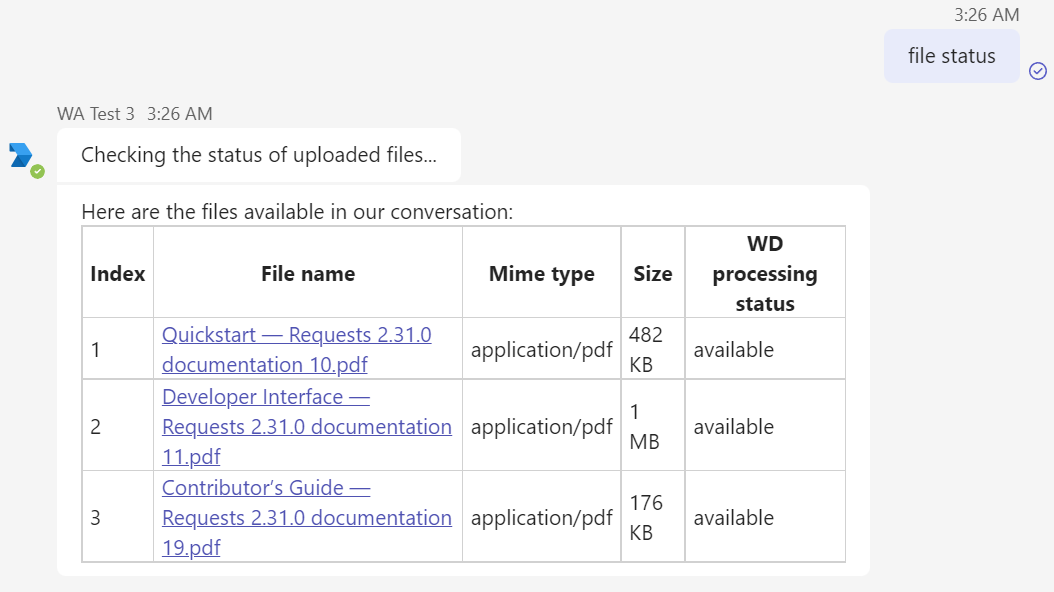 3:26 AM
file status
WA Test 3 3:26 AM
Checking the status of uploaded files...
Here are the files available in our conversation:
Index File name Mime type Size WD processing status
1 Quickstart — Requests 2.31.0 documentation 10.pdf application/pdf 482 KB available
2 Developer Interface — Requests 2.31.0 documentation 11.pdf application/pdf 1 MB available
3 Contributor’s Guide — Requests 2.31.0 documentation 19.pdf application/pdf 176 KB available